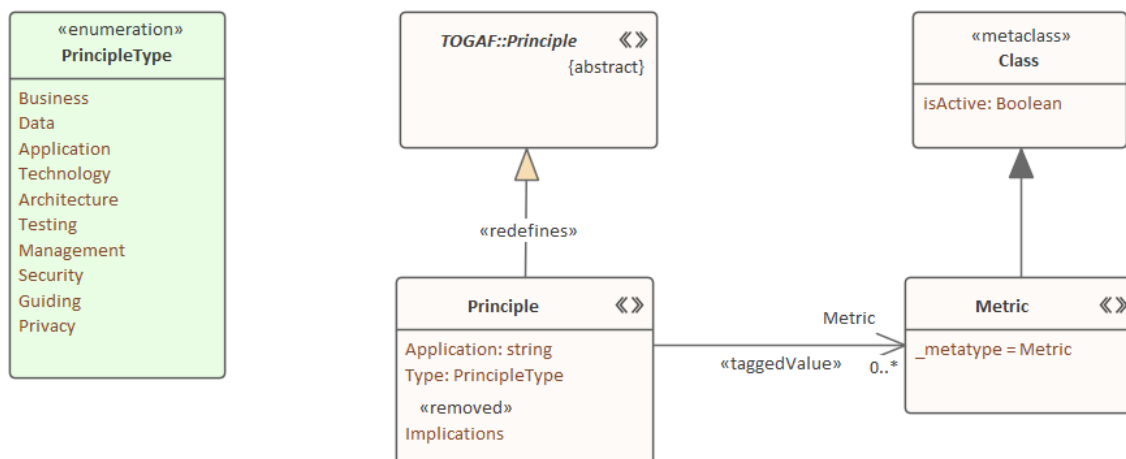 «enumeration»
PrincipleType
Business
Data
Application
Technology
Architecture
Testing
Management
Security
Guiding
Privacy
TOGAF::Principle «»
{abstract}
«metaclass»
Class
isActive: Boolean
«redefines»
Principle «»
Application: string
Type: PrincipleType
«removed»
Implications
Metric
«taggedValue» 0..*
Metric «»
_metatype = Metric